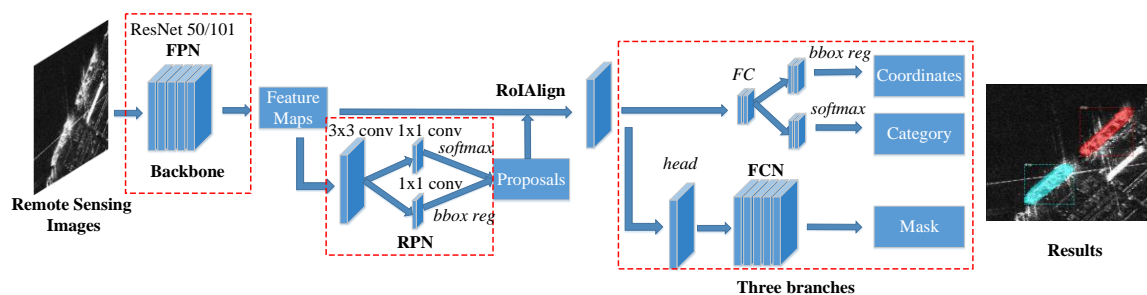 ResNet 50/101
FPN
Backbone
Remote Sensing
Images
Feature
Maps
3x3 conv
1x1 conv
softmax
1x1 conv
bbox reg
RPN
Proposals
RoIAlign
FC
bbox reg
softmax
Coordinates
Category
head
FCN
Mask
Three branches
Results